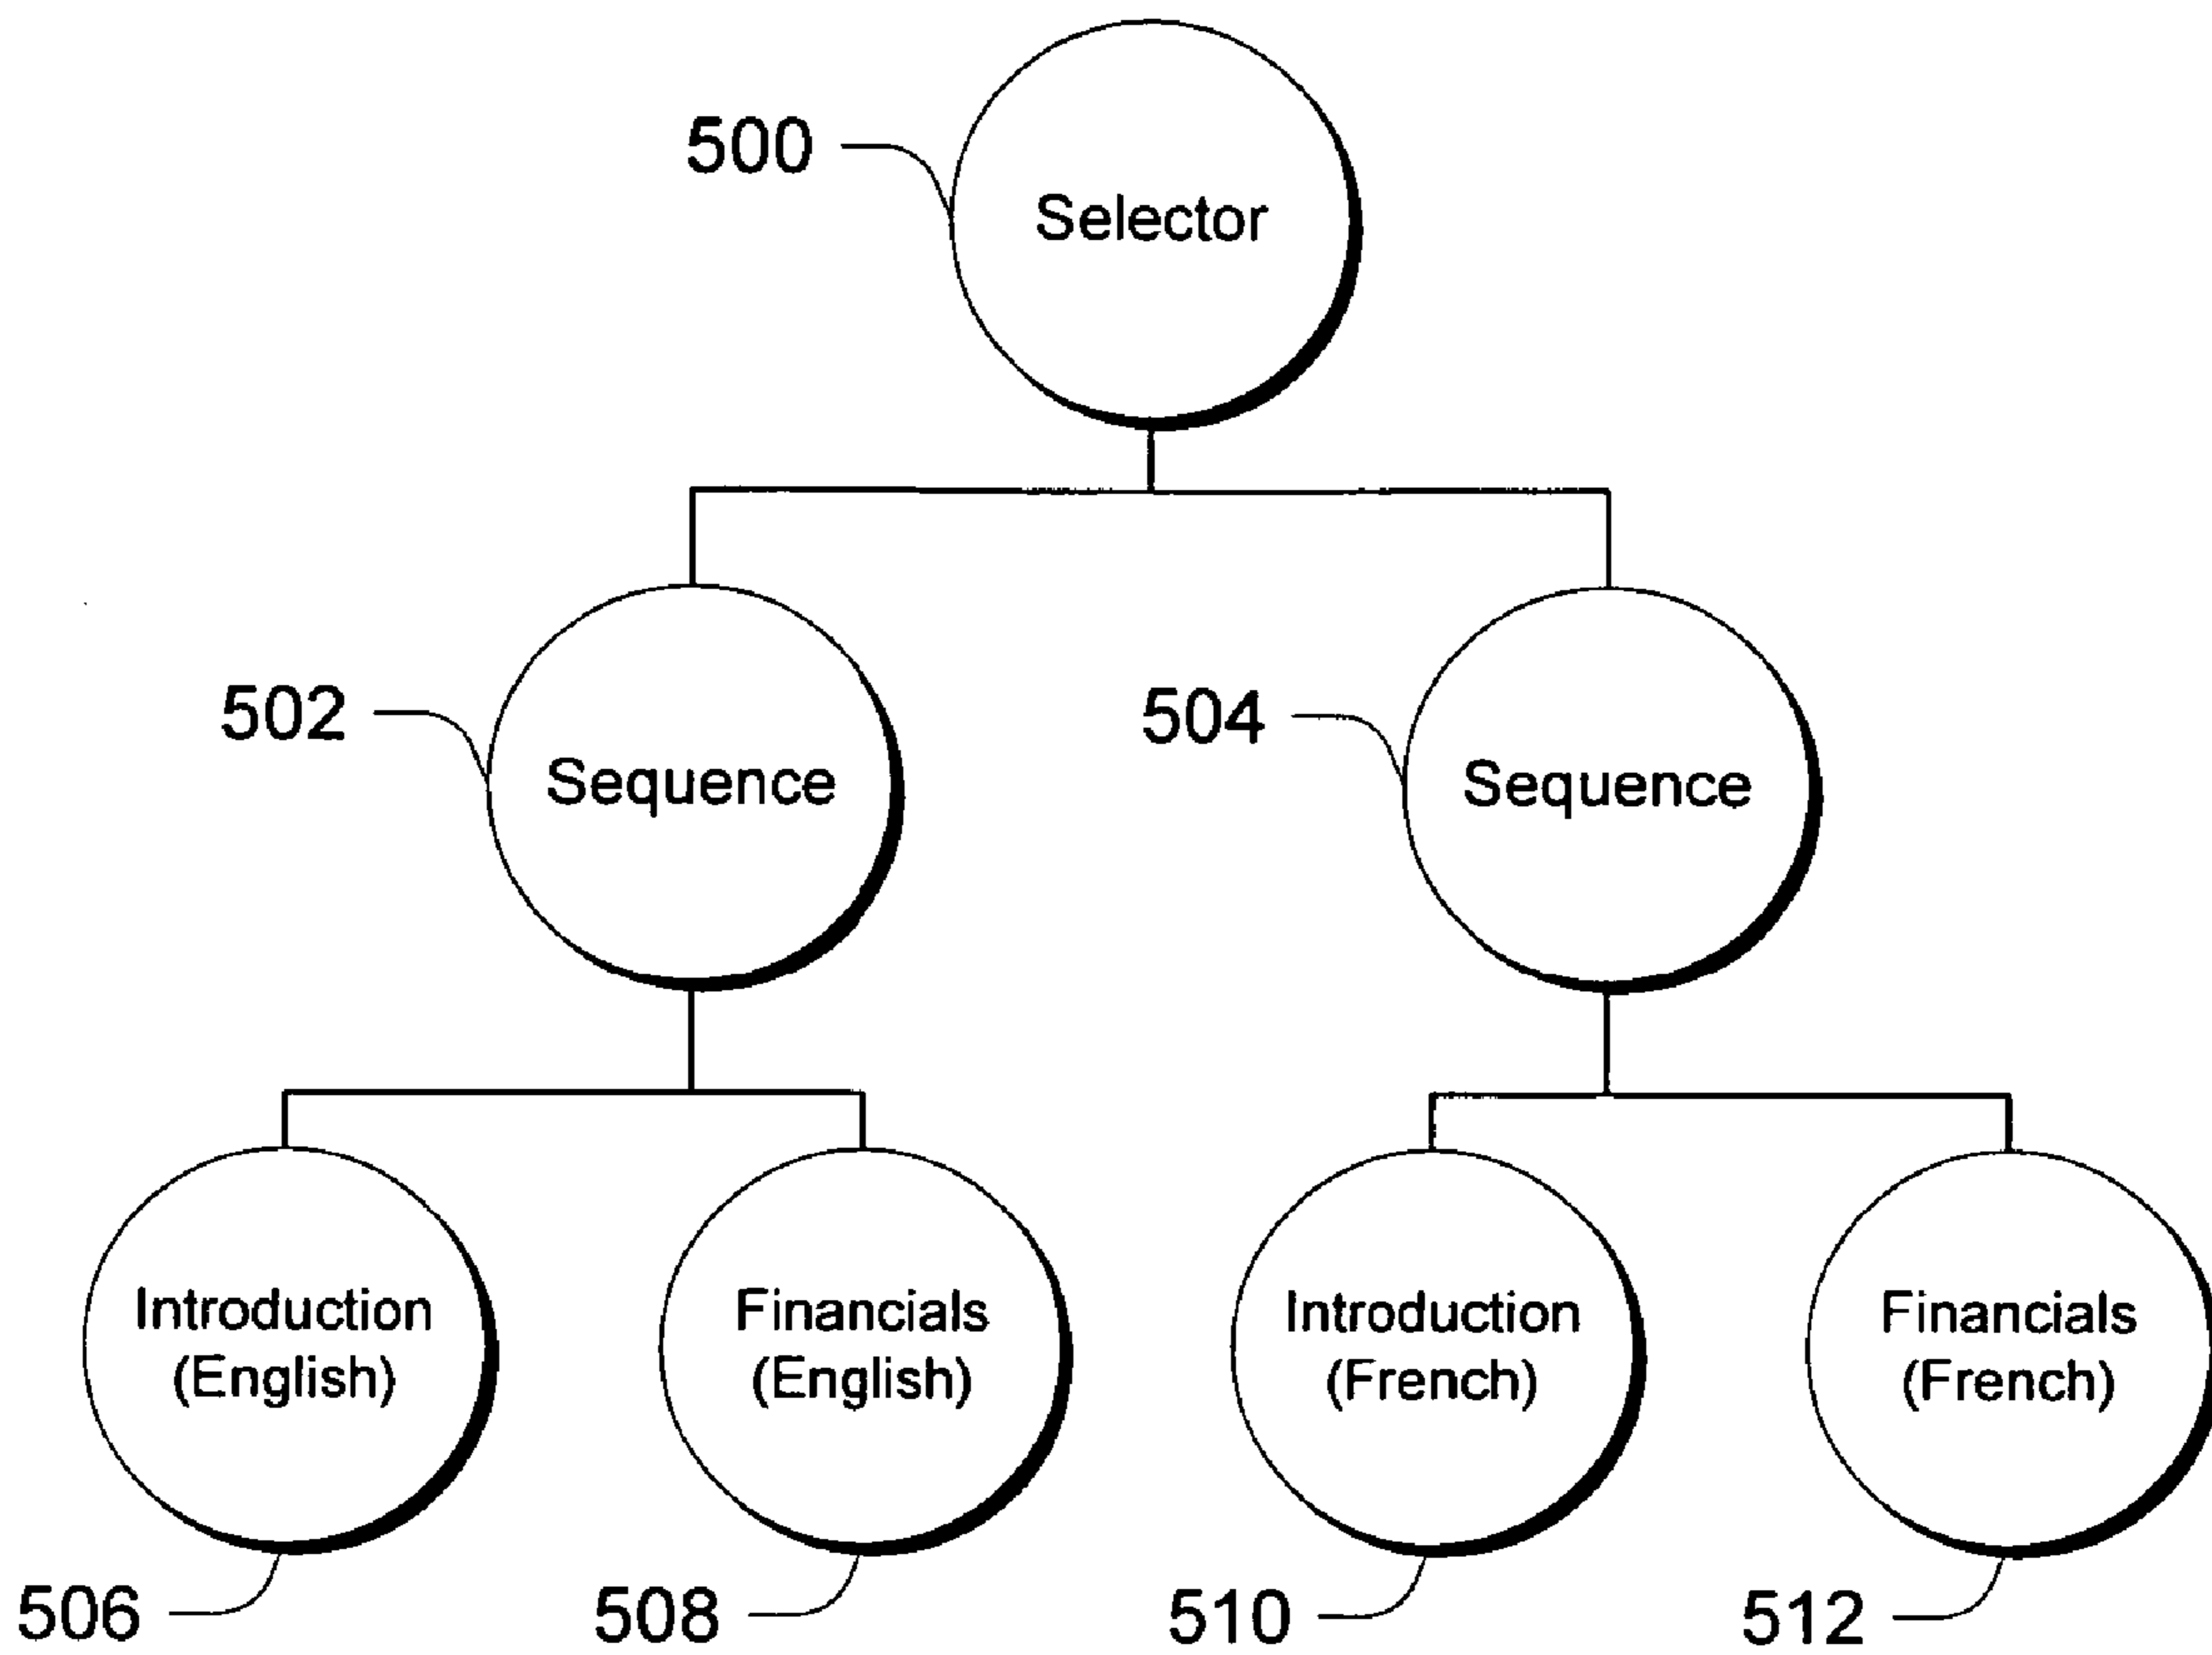 500
Selector
502
Sequence
504
Sequence
Introduction
(English)
Financials
(English)
Introduction
(French)
Financials
(French)
506
508
510
512